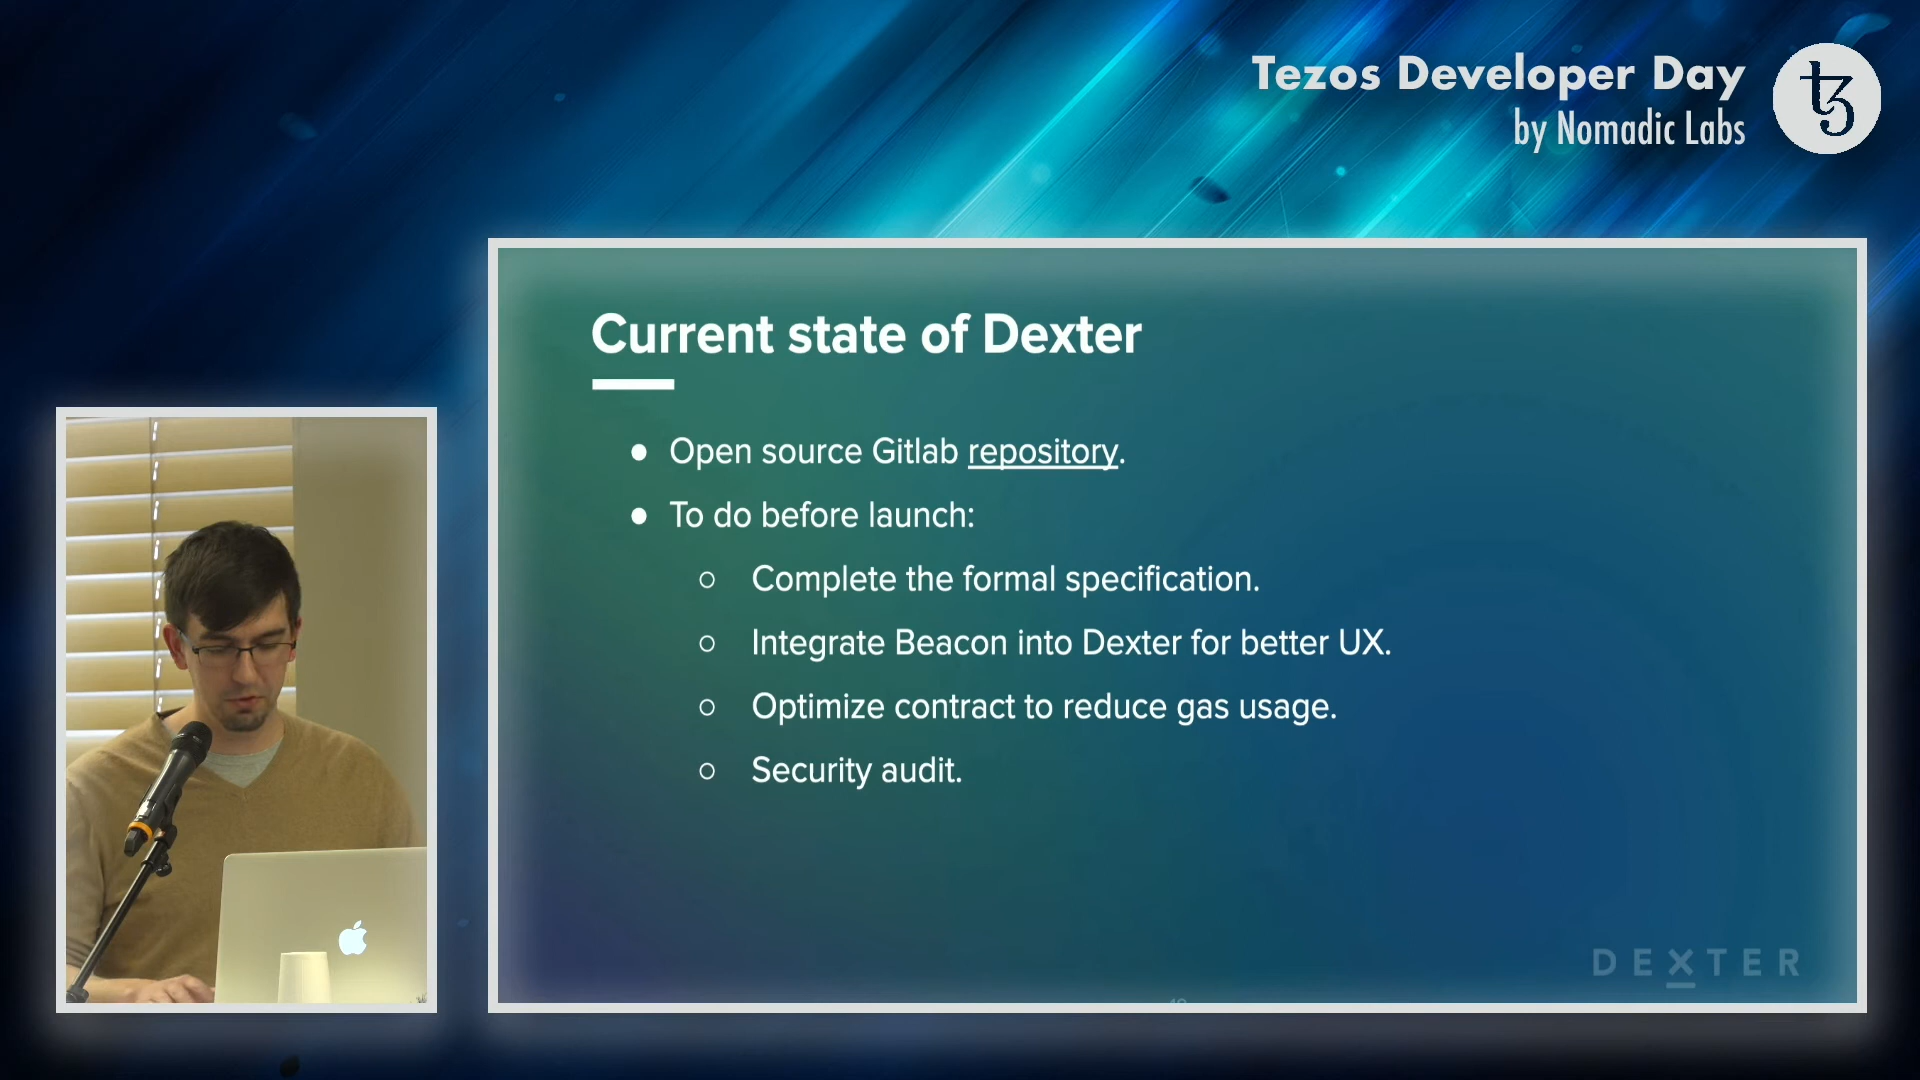 Tezos Developer Day
by Nomadic Labs
Current state of Dexter
● Open source Gitlab repository.
● To do before launch:
○ Complete the formal specification.
○ Integrate Beacon into Dexter for better UX.
○ Optimize contract to reduce gas usage.
○ Security audit.
DEXTER